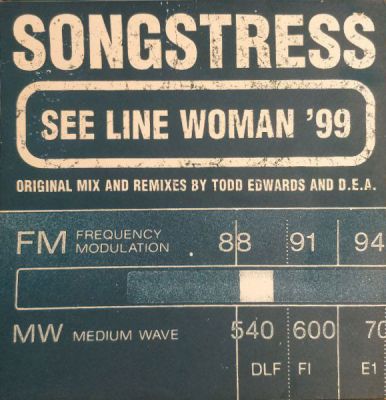 SONGSTRESS
SEE LINE WOMAN '99
ORIGINAL MIX AND REMIXES BY TODD EDWARDS AND D.E.A.
FM FREQUENCY MODULATION 88 91 94
MW MEDIUM WAVE 540 600 70
DLF FI E1